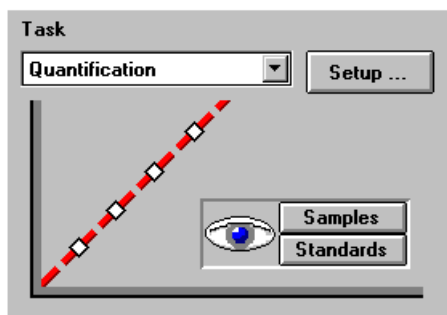 Task
Quantification
Setup ...
Samples
Standards